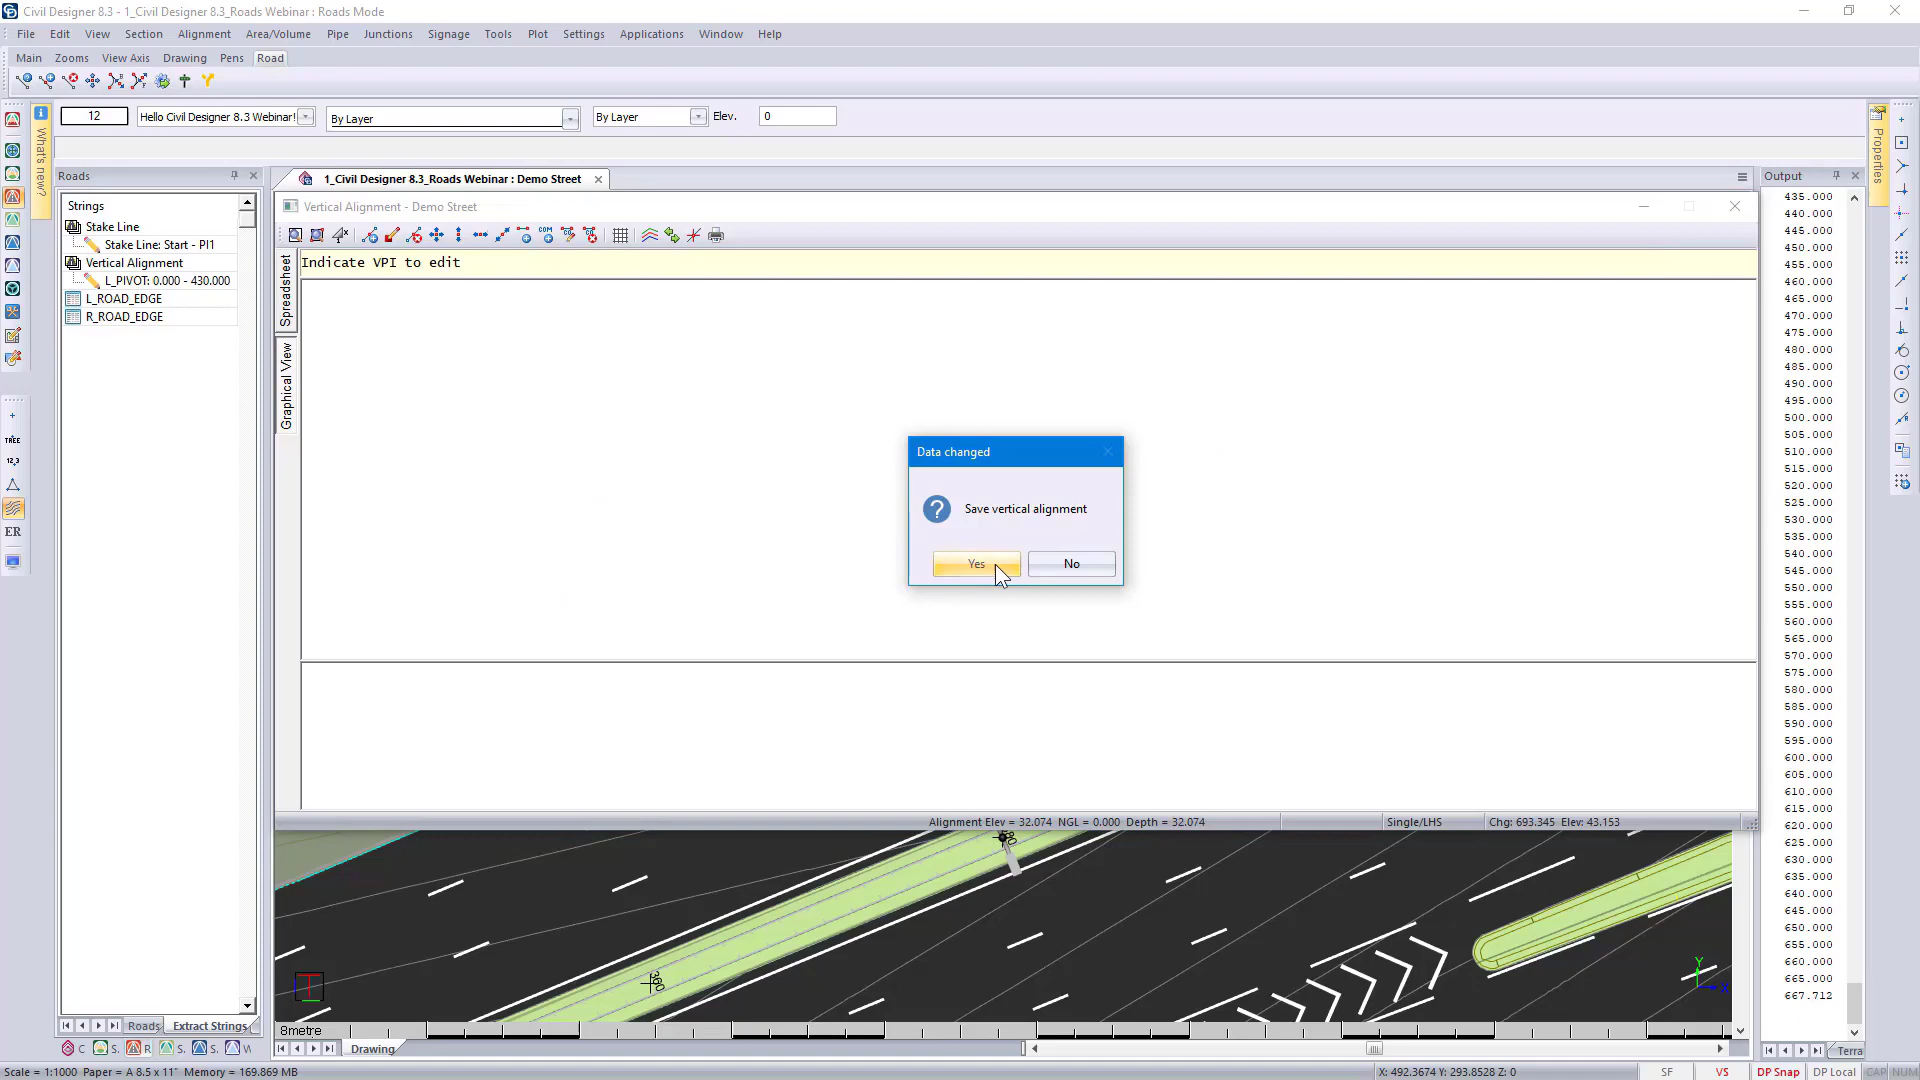 Civil Designer 8.3 - 1_Civil Designer 8.3_Roads Webinar : Roads Mode
File Edit View Section Alignment Area/Volume Pipe Junctions Signage Tools Plot Settings Applications Window Help
Main Zooms View Axis Drawing Pens Road
12 Hello Civil Designer 8.3 Webinar! By Layer By Layer Elev. 0
What's new?
Properties
Roads
1_Civil Designer 8.3_Roads Webinar : Demo Street
Output
Strings
Stake Line
Stake Line: Start - PI1
Vertical Alignment
L_PIVOT: 0.000 - 430.000
L_ROAD_EDGE
R_ROAD_EDGE
TREE
12.3
ER
Vertical Alignment - Demo Street
COM
Indicate VPI to edit
Spreadsheet
Graphical View
Data changed
Save vertical alignment
Yes No
Alignment Elev = 32.074 NGL = 0.000 Depth = 32.074 Single/LHS Chg: 693.345 Elev: 43.153
435.000
440.000
445.000
450.000
455.000
460.000
465.000
470.000
475.000
480.000
485.000
490.000
495.000
500.000
505.000
510.000
515.000
520.000
525.000
530.000
535.000
540.000
545.000
550.000
555.000
560.000
565.000
570.000
575.000
580.000
585.000
590.000
595.000
600.000
605.000
610.000
615.000
620.000
625.000
630.000
635.000
640.000
645.000
650.000
655.000
660.000
665.000
667.712
360
Y
X
8metre
Roads Extract Strings
C S. R S. S. V
Drawing
Terra
Scale = 1:1000 Paper = A 8.5 x 11" Memory = 169.869 MB X: 492.3674 Y: 293.8528 Z: 0 SF VS DP Snap DP Local CAP NUM